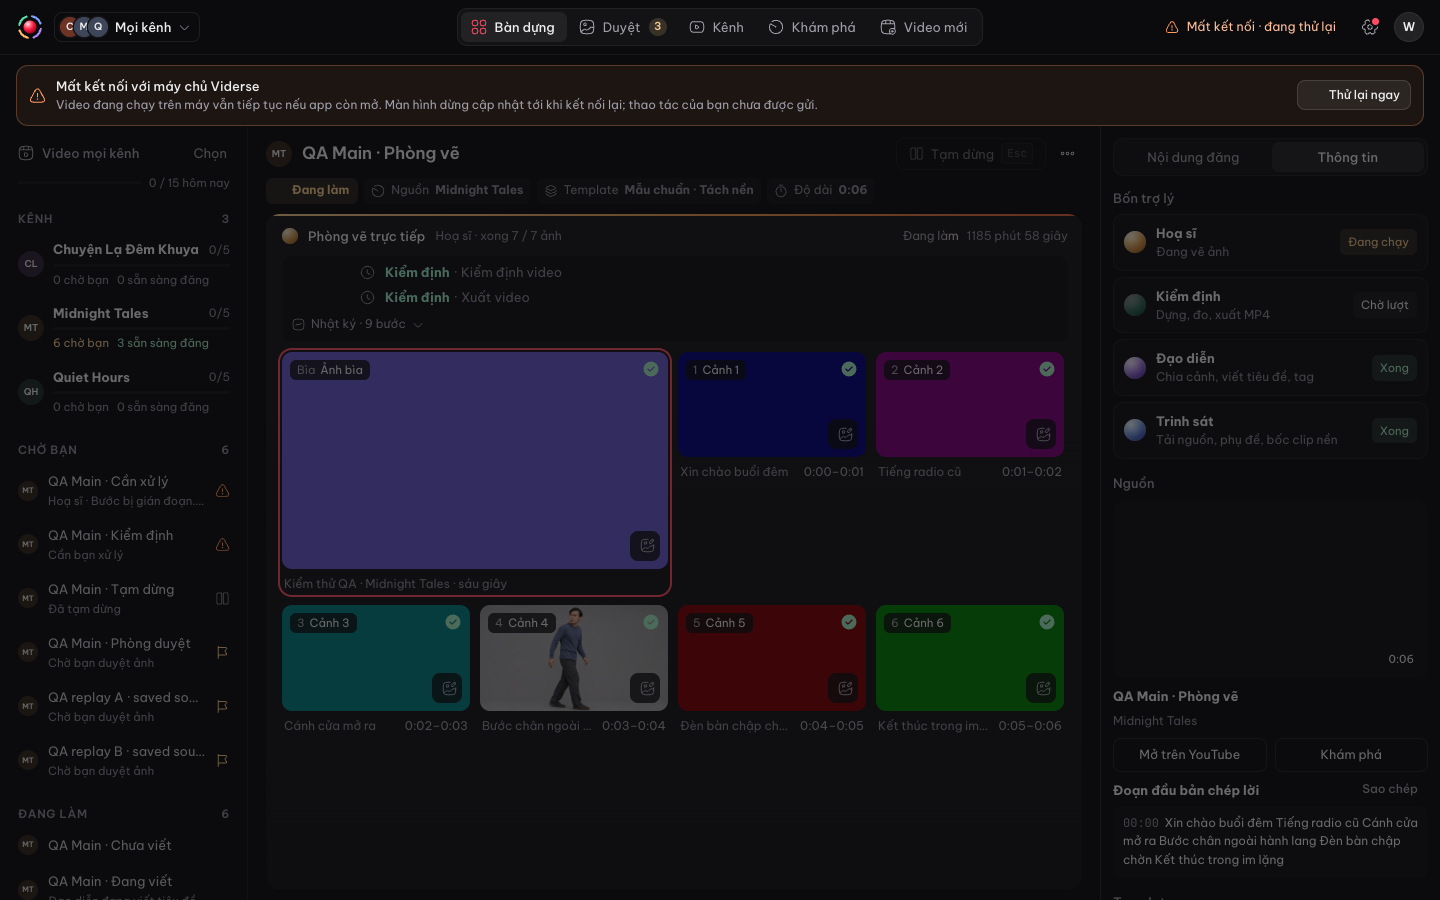 C M Q Mọi kênh
Bàn dựng
Duyệt 3
Kênh
Khám phá
Video mới
Mất kết nối · đang thử lại
W
Mất kết nối với máy chủ Viderse
Video đang chạy trên máy vẫn tiếp tục nếu app còn mở. Màn hình dừng cập nhật tới khi kết nối lại; thao tác của bạn chưa được gửi.
Thử lại ngay
Video mọi kênh Chọn
0 / 15 hôm nay
KÊNH 3
CL Chuyện Lạ Đêm Khuya 0/5
0 chờ bạn 0 sẵn sàng đăng
MT Midnight Tales 0/5
6 chờ bạn 3 sẵn sàng đăng
QH Quiet Hours 0/5
0 chờ bạn 0 sẵn sàng đăng
CHỜ BẠN 6
MT QA Main · Cần xử lý
Hoạ sĩ · Bước bị gián đoạn....
MT QA Main · Kiểm định
Cần bạn xử lý
MT QA Main · Tạm dừng
Đã tạm dừng
MT QA Main · Phòng duyệt
Chờ bạn duyệt ảnh
MT QA replay A · saved so...
Chờ bạn duyệt ảnh
MT QA replay B · saved sou...
Chờ bạn duyệt ảnh
ĐANG LÀM 6
MT QA Main · Chưa viết
MT QA Main · Đang viết
MT QA Main · Phòng vẽ
Tạm dừng Esc
Đang làm
Nguồn Midnight Tales
Template Mẫu chuẩn · Tách nền
Độ dài 0:06
Phòng vẽ trực tiếp Hoạ sĩ · xong 7 / 7 ảnh
Đang làm 1185 phút 58 giây
Kiểm định · Kiểm định video
Kiểm định · Xuất video
Nhật ký · 9 bước
Bìa Ảnh bìa
Kiểm thử QA · Midnight Tales · sáu giây
1 Cảnh 1
Xin chào buổi đêm 0:00–0:01
2 Cảnh 2
Tiếng radio cũ 0:01–0:02
3 Cảnh 3
Cánh cửa mở ra 0:02–0:03
4 Cảnh 4
Bước chân ngoài ... 0:03–0:04
5 Cảnh 5
Đèn bàn chập ch... 0:04–0:05
6 Cảnh 6
Kết thúc trong im... 0:05–0:06
Nội dung đăng
Thông tin
Bốn trợ lý
Hoạ sĩ
Đang vẽ ảnh
Đang chạy
Kiểm định
Dựng, đo, xuất MP4
Chờ lượt
Đạo diễn
Chia cảnh, viết tiêu đề, tag
Xong
Trinh sát
Tải nguồn, phụ đề, bốc clip nền
Xong
Nguồn
0:06
QA Main · Phòng vẽ
Midnight Tales
Mở trên YouTube
Khám phá
Đoạn đầu bản chép lời Sao chép
00:00 Xin chào buổi đêm Tiếng radio cũ Cánh cửa
mở ra Bước chân ngoài hành lang Đèn bàn chập
chờn Kết thúc trong im lặng